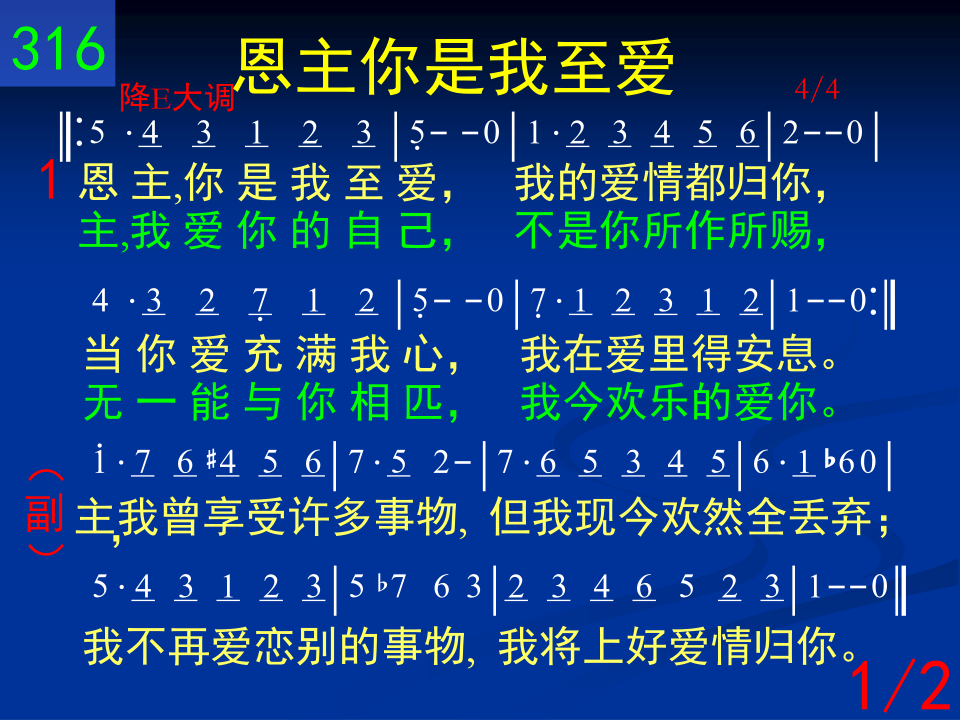 316
恩主你是我至爱
降E大调
4/4
‖: 5 · 4 3 1 2 3 | 5̣ - - 0 | 1 · 2 3 4 5 6 | 2 - - 0 |
1 恩 主,你 是 我 至 爱， 我的爱情都归你，
主,我 爱 你 的 自 己， 不是你所作所赐，
4 · 3 2 7̣ 1 2 | 5̣ - - 0 | 7̣ · 1 2 3 1 2 | 1 - - 0 :‖
当 你 爱 充 满 我 心， 我在爱里得安息。
无 一 能 与 你 相 匹， 我今欢乐的爱你。
1̇ · 7 6 #4 5 6 | 7 · 5 2 - | 7 · 6 5 3 4 5 | 6 · 1 ♭6 0 |
（副） 主，我曾享受许多事物, 但我现今欢然全丢弃；
5 · 4 3 1 2 3 | 5 ♭7 6 3 | 2 3 4 6 5 2 3 | 1 - - 0 ‖
我不再爱恋别的事物, 我将上好爱情归你。
1/2